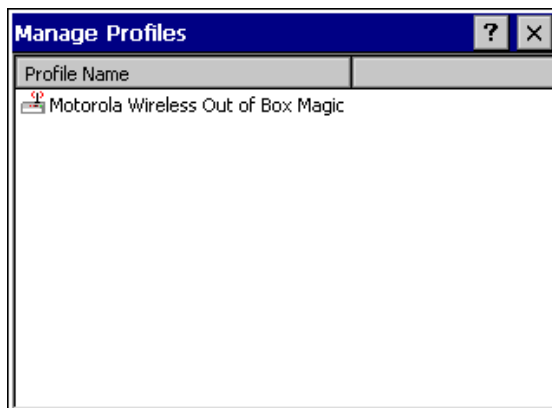 Manage Profiles ? ×
Profile Name
Motorola Wireless Out of Box Magic